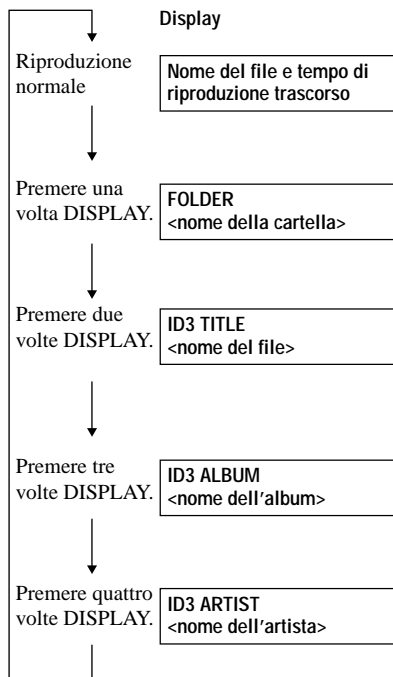 Display
Riproduzione
normale
Nome del file e tempo di
riproduzione trascorso
Premere una
volta DISPLAY.
FOLDER
<nome della cartella>
Premere due
volte DISPLAY.
ID3 TITLE
<nome del file>
Premere tre
volte DISPLAY.
ID3 ALBUM
<nome dell'album>
Premere quattro
volte DISPLAY.
ID3 ARTIST
<nome dell'artista>